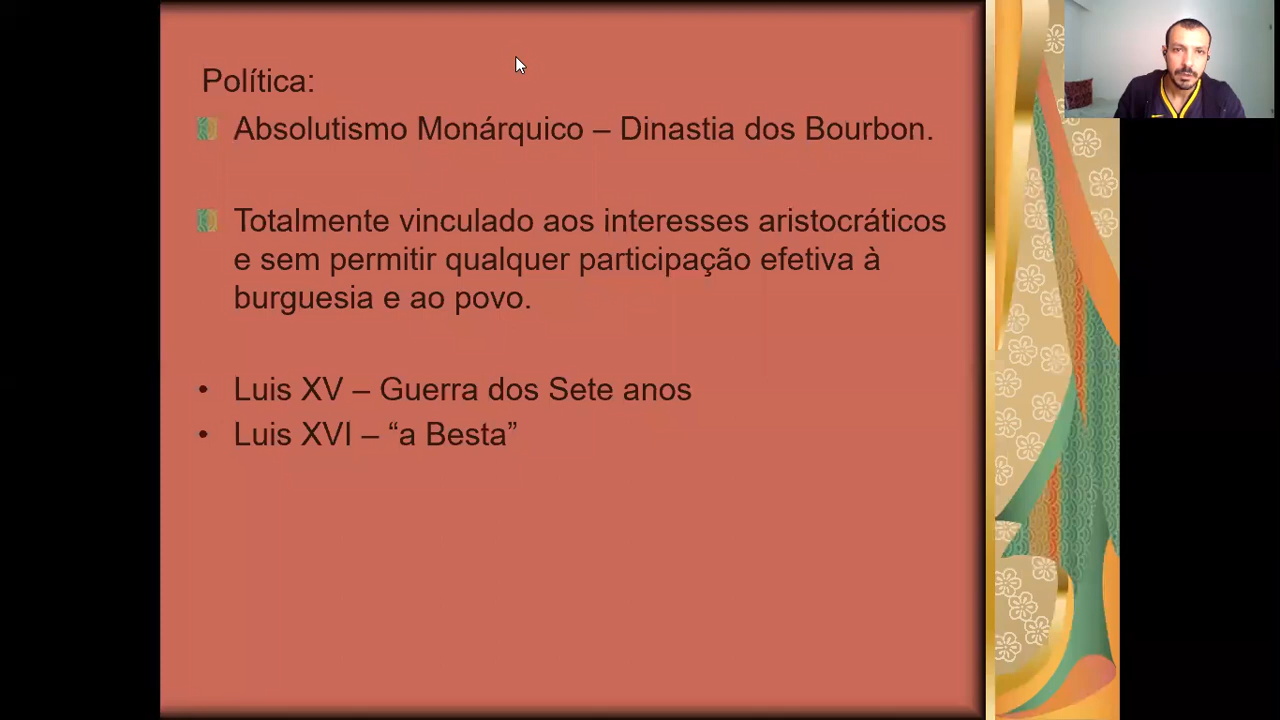 Política:
Absolutismo Monárquico – Dinastia dos Bourbon.
Totalmente vinculado aos interesses aristocráticos
e sem permitir qualquer participação efetiva à
burguesia e ao povo.
• Luis XV – Guerra dos Sete anos
• Luis XVI – “a Besta”